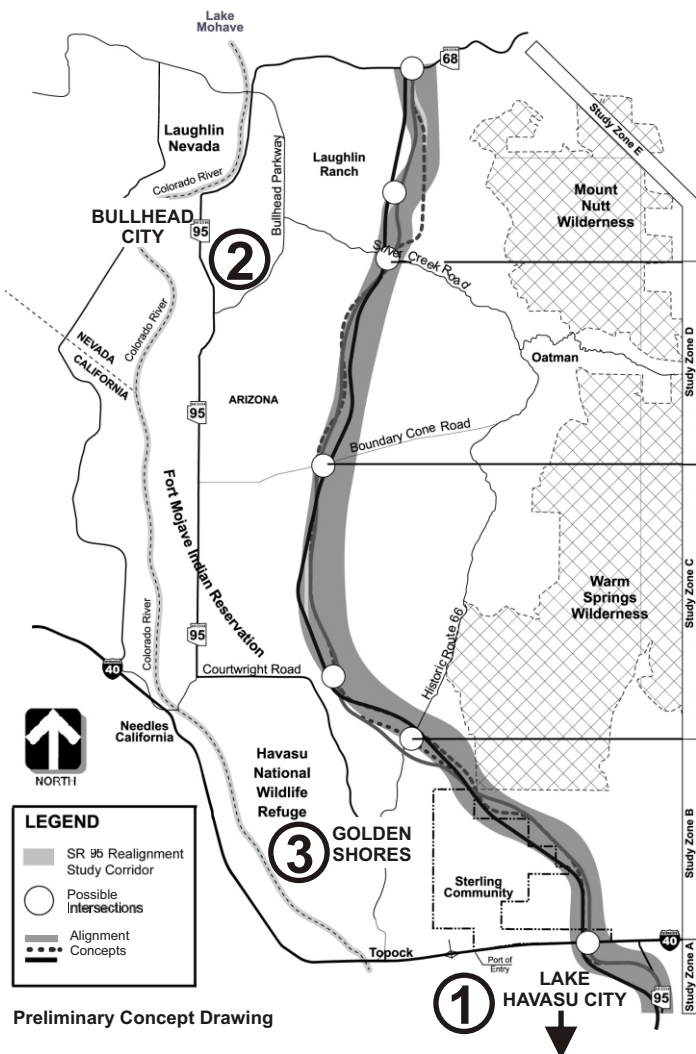 Lake
Mohave
68
Study Zone E
Laughlin
Nevada
Laughlin
Ranch
Bullhead Parkway
Mount
Nutt
Wilderness
Colorado River
BULLHEAD
CITY
95
2
Silver Creek Road
Colorado River
NEVADA
CALIFORNIA
Oatman
Study Zone D
ARIZONA
95
Boundary Cone Road
Fort Mojave Indian Reservation
Warm
Springs
Wilderness
Study Zone C
Colorado River
95
Historic Route 66
40
Courtwright Road
Needles
California
NORTH
Havasu
National
Wildlife
Refuge
3
GOLDEN
SHORES
Study Zone B
Sterling
Community
LEGEND
SR 95 Realignment
Study Corridor
Possible
Intersections
Alignment
Concepts
Topock
Port of
Entry
40
Study Zone A
1
LAKE
HAVASU CITY
95
Preliminary Concept Drawing